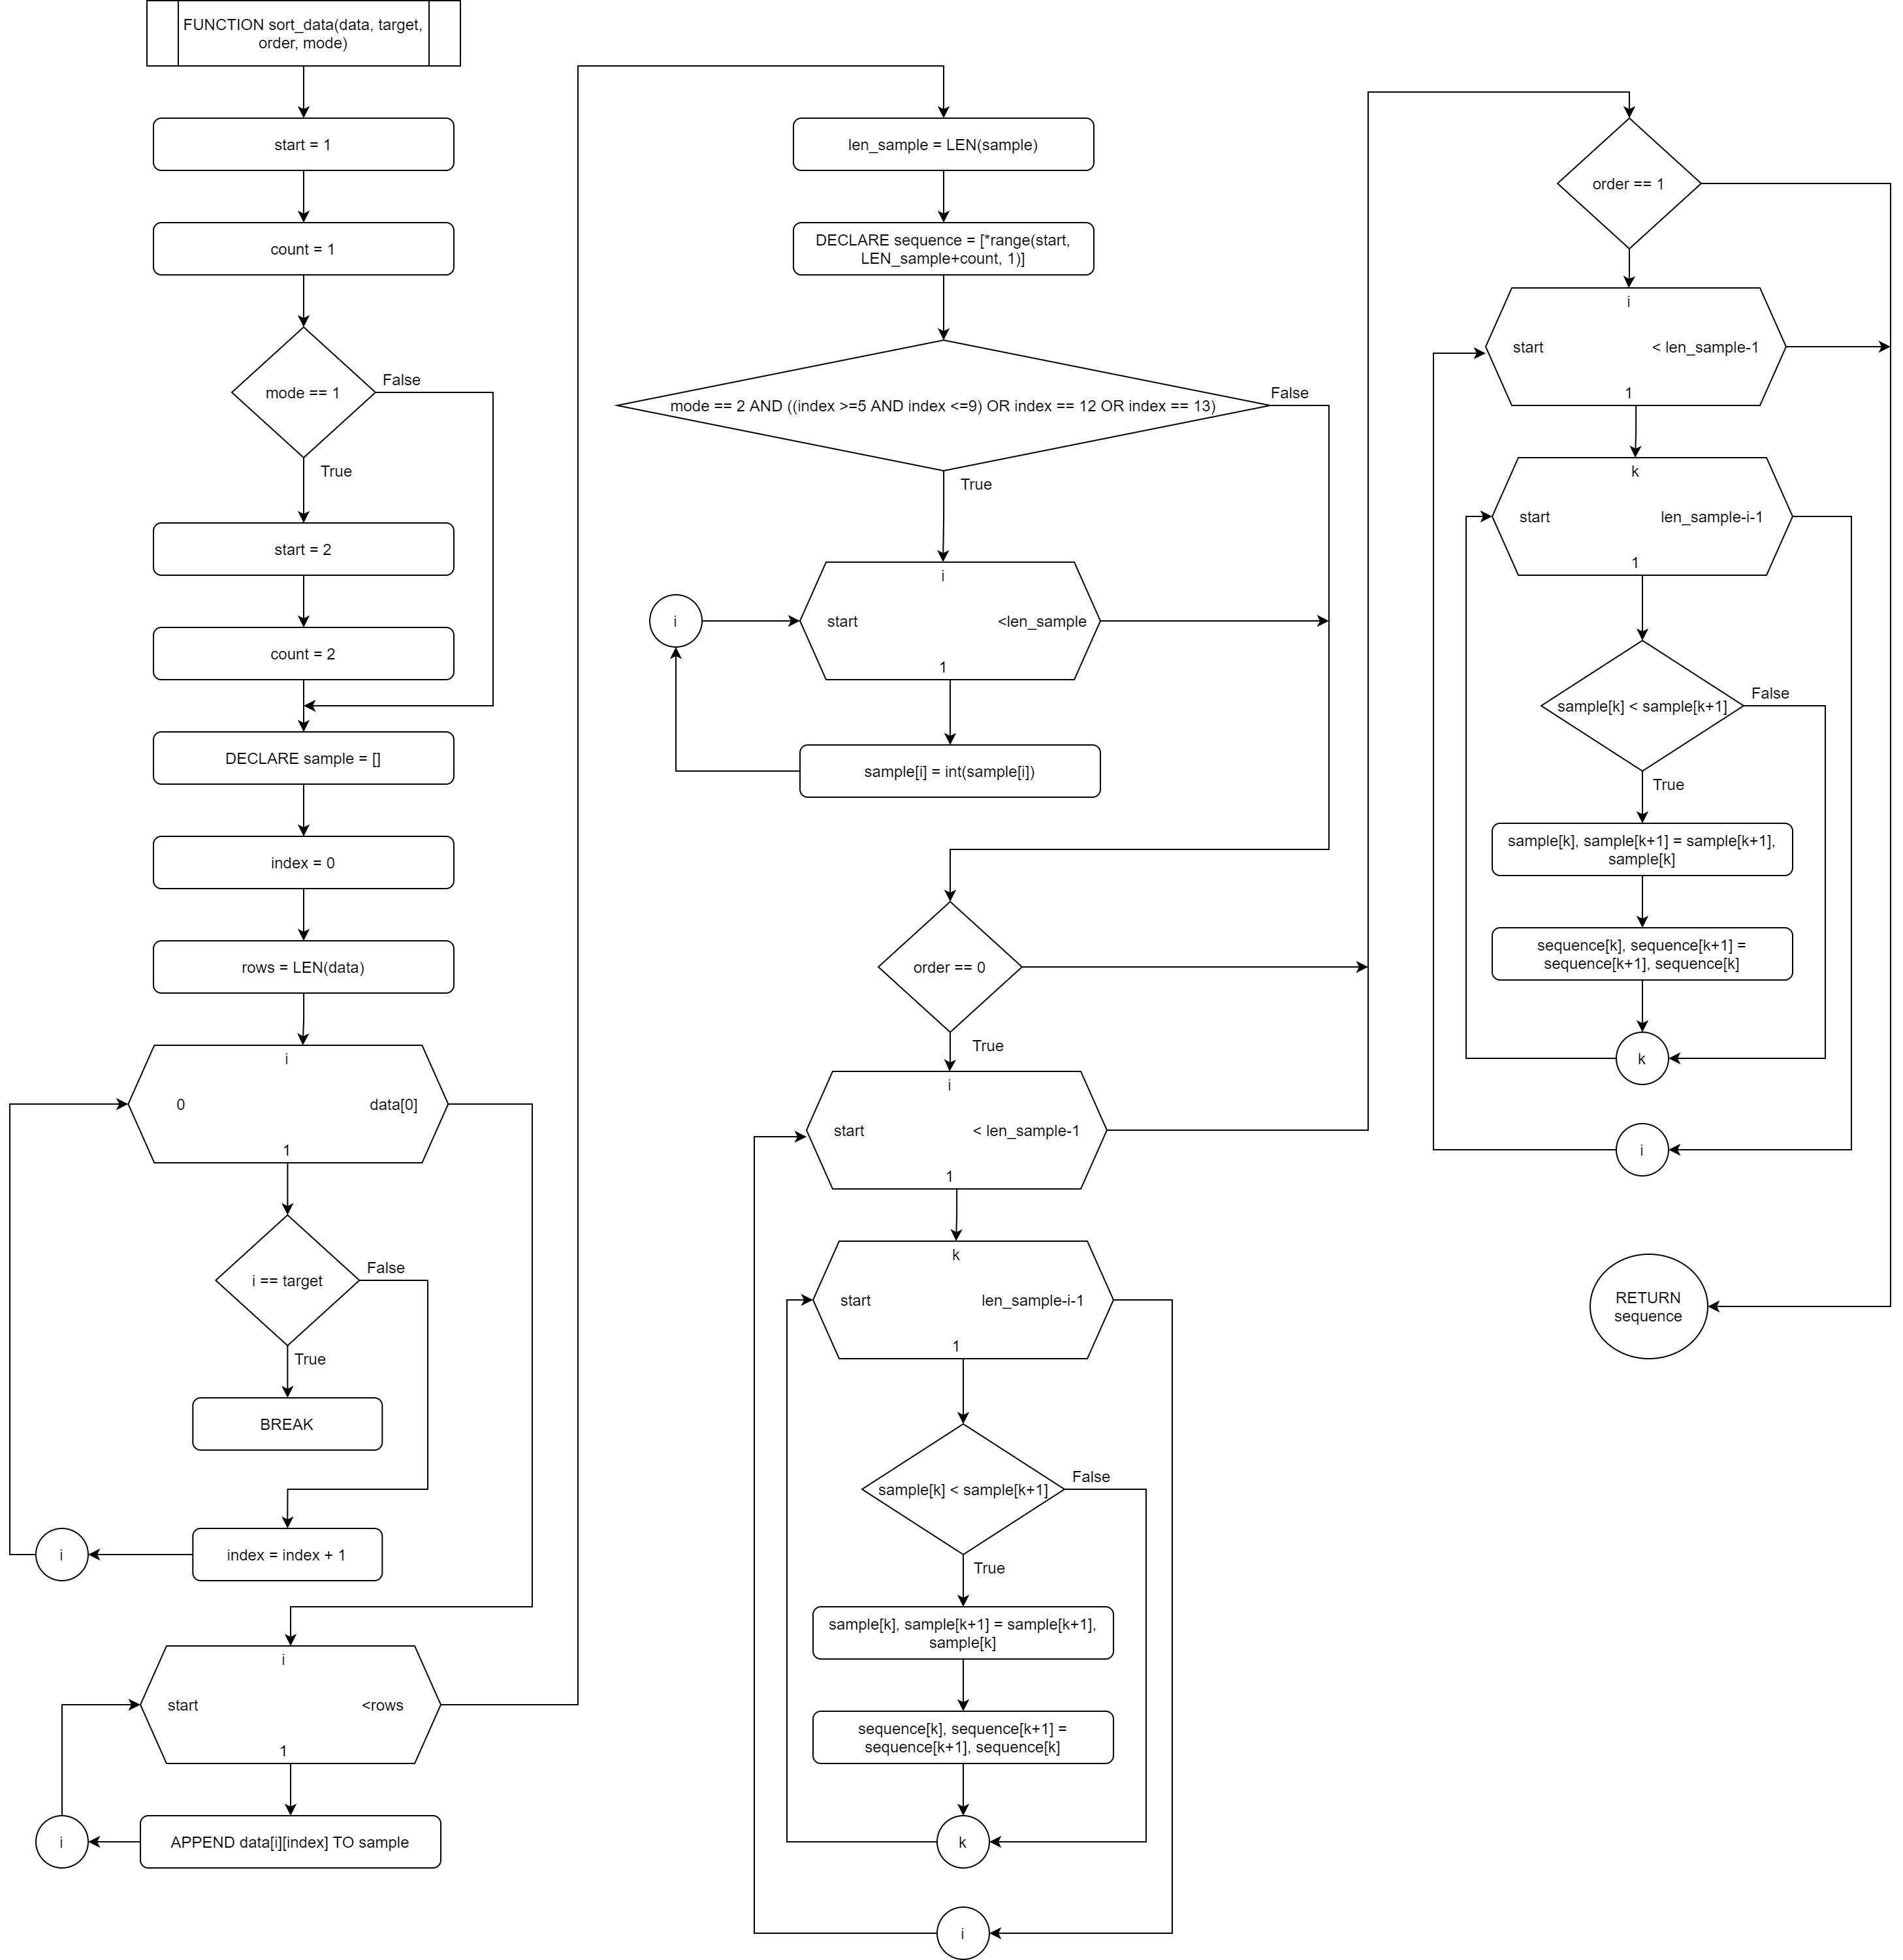 FUNCTION sort_data(data, target,
order, mode)
start = 1
count = 1
mode == 1
False
True
start = 2
count = 2
DECLARE sample = []
index = 0
rows = LEN(data)
i
0
data[0]
1
i == target
False
True
BREAK
index = index + 1
i
i
start
<rows
1
APPEND data[i][index] TO sample
i
len_sample = LEN(sample)
DECLARE sequence = [*range(start,
LEN_sample+count, 1)]
mode == 2 AND ((index >=5 AND index <=9) OR index == 12 OR index == 13)
False
True
i
i
start
<len_sample
1
sample[i] = int(sample[i])
order == 0
True
i
start
< len_sample-1
1
k
start
len_sample-i-1
1
sample[k] < sample[k+1]
False
True
sample[k], sample[k+1] = sample[k+1],
sample[k]
sequence[k], sequence[k+1] =
sequence[k+1], sequence[k]
k
i
order == 1
i
start
< len_sample-1
1
k
start
len_sample-i-1
1
sample[k] < sample[k+1]
False
True
sample[k], sample[k+1] = sample[k+1],
sample[k]
sequence[k], sequence[k+1] =
sequence[k+1], sequence[k]
k
i
RETURN
sequence